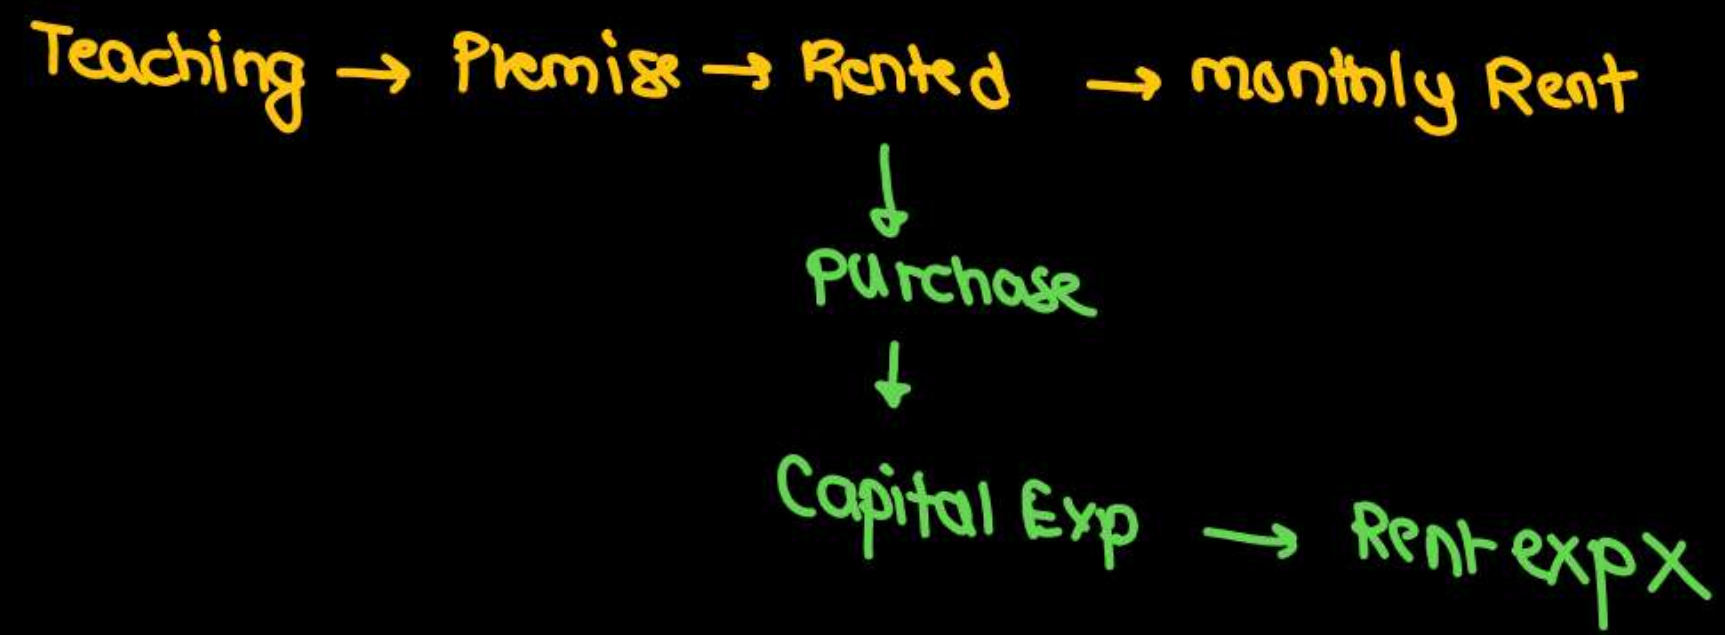 Teaching → Premise → Rented → monthly Rent
↓
Purchase
↓
Capital Exp → Rent exp X